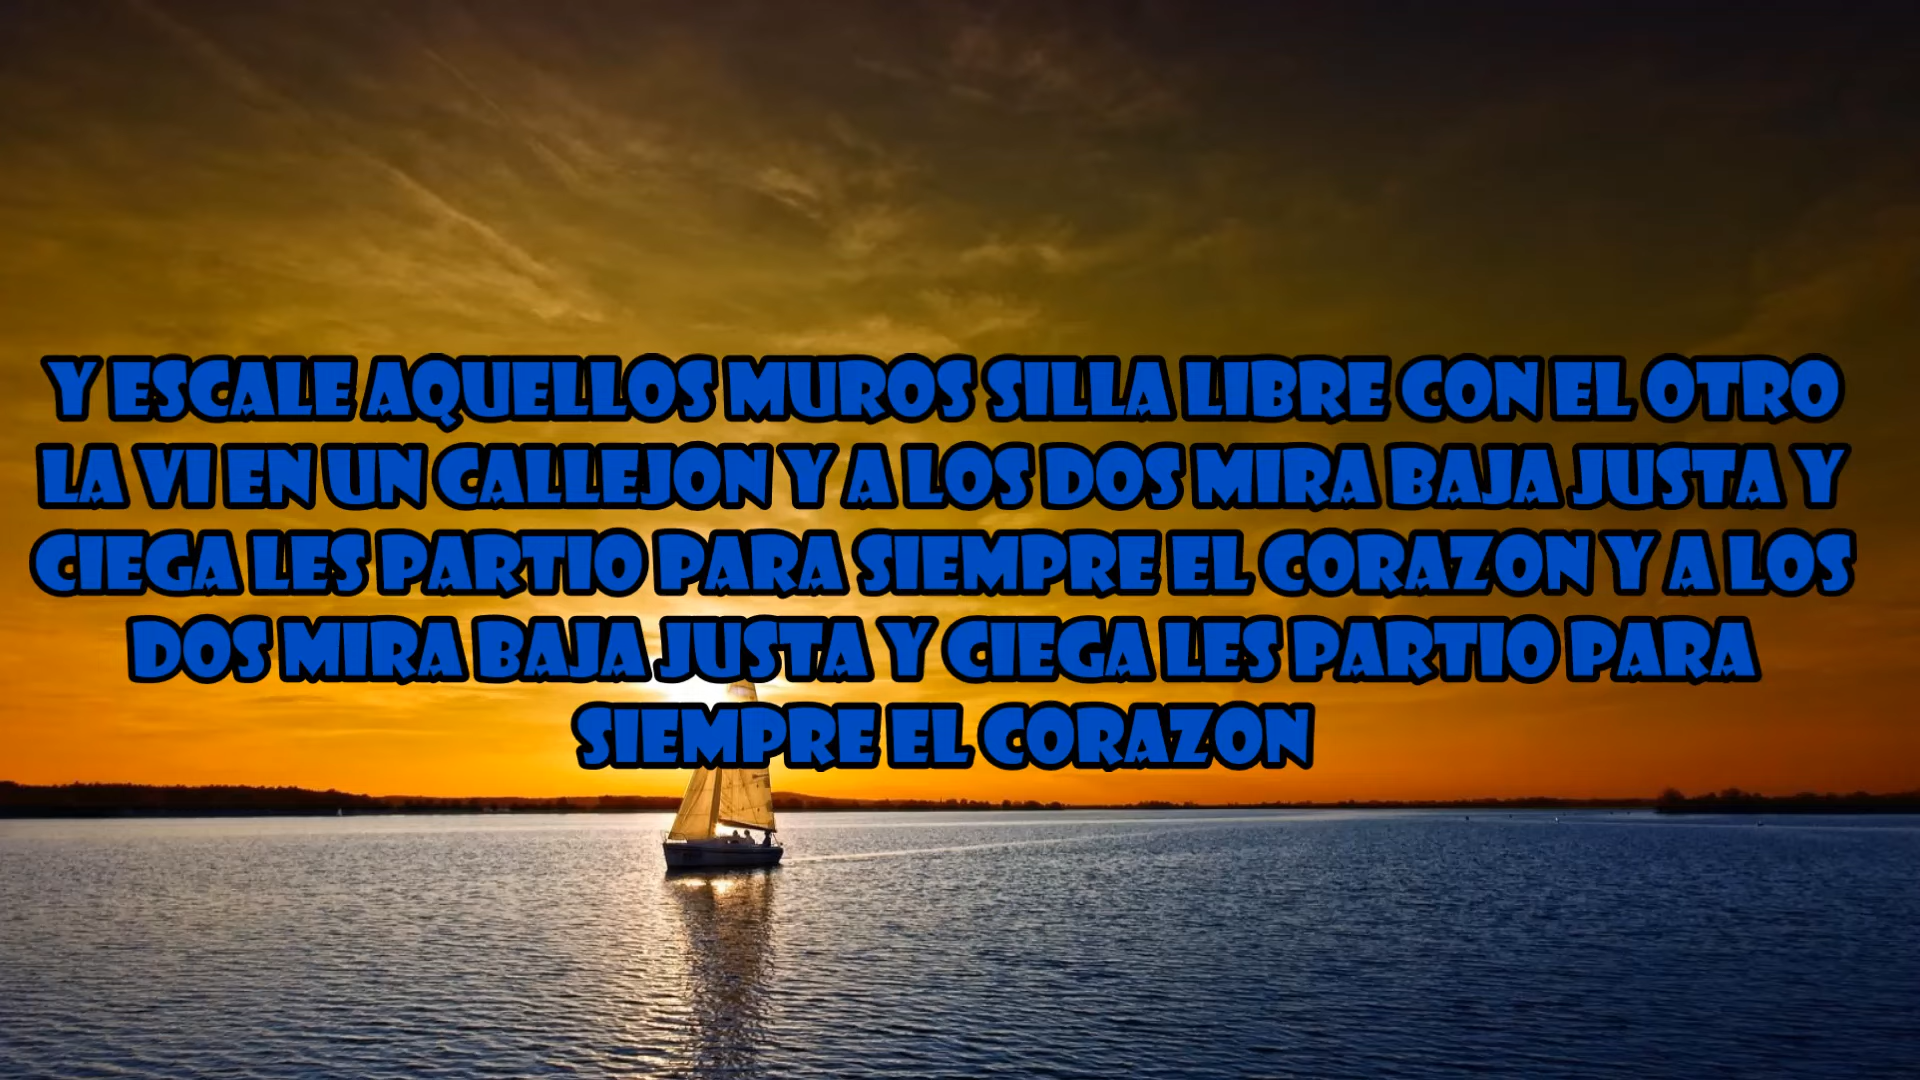 Y ESCALE AQUELLOS MUROS SILLA LIBRE CON EL OTRO
LA VI EN UN CALLEJON Y A LOS DOS MIRA BAJA JUSTA Y
CIEGA LES PARTIO PARA SIEMPRE EL CORAZON Y A LOS
DOS MIRA BAJA JUSTA Y CIEGA LES PARTIO PARA
SIEMPRE EL CORAZON